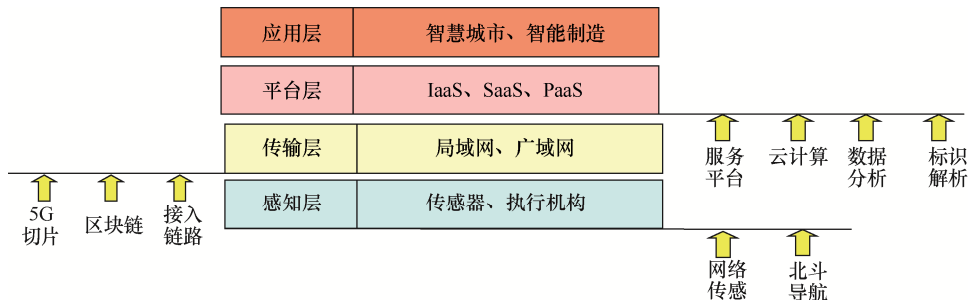 应用层 智慧城市、智能制造
平台层 IaaS、SaaS、PaaS
传输层 局域网、广域网
感知层 传感器、执行机构
服务
平台
云计算
数据
分析
标识
解析
5G
切片
区块链
接入
链路
网络
传感
北斗
导航